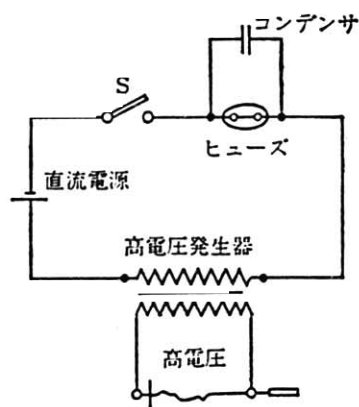 コンデンサ
S
ヒューズ
直流電源
高電圧発生器
高電圧